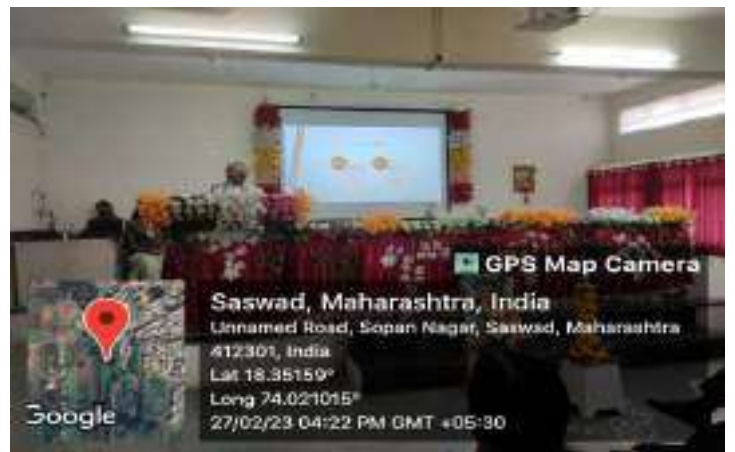 GPS Map Camera
Saswad, Maharashtra, India
Unnamed Road, Sopan Nagar, Saswad, Maharashtra
412301, India
Lat 18.35159°
Long 74.021015°
27/02/23 04:22 PM GMT +05:30
Google